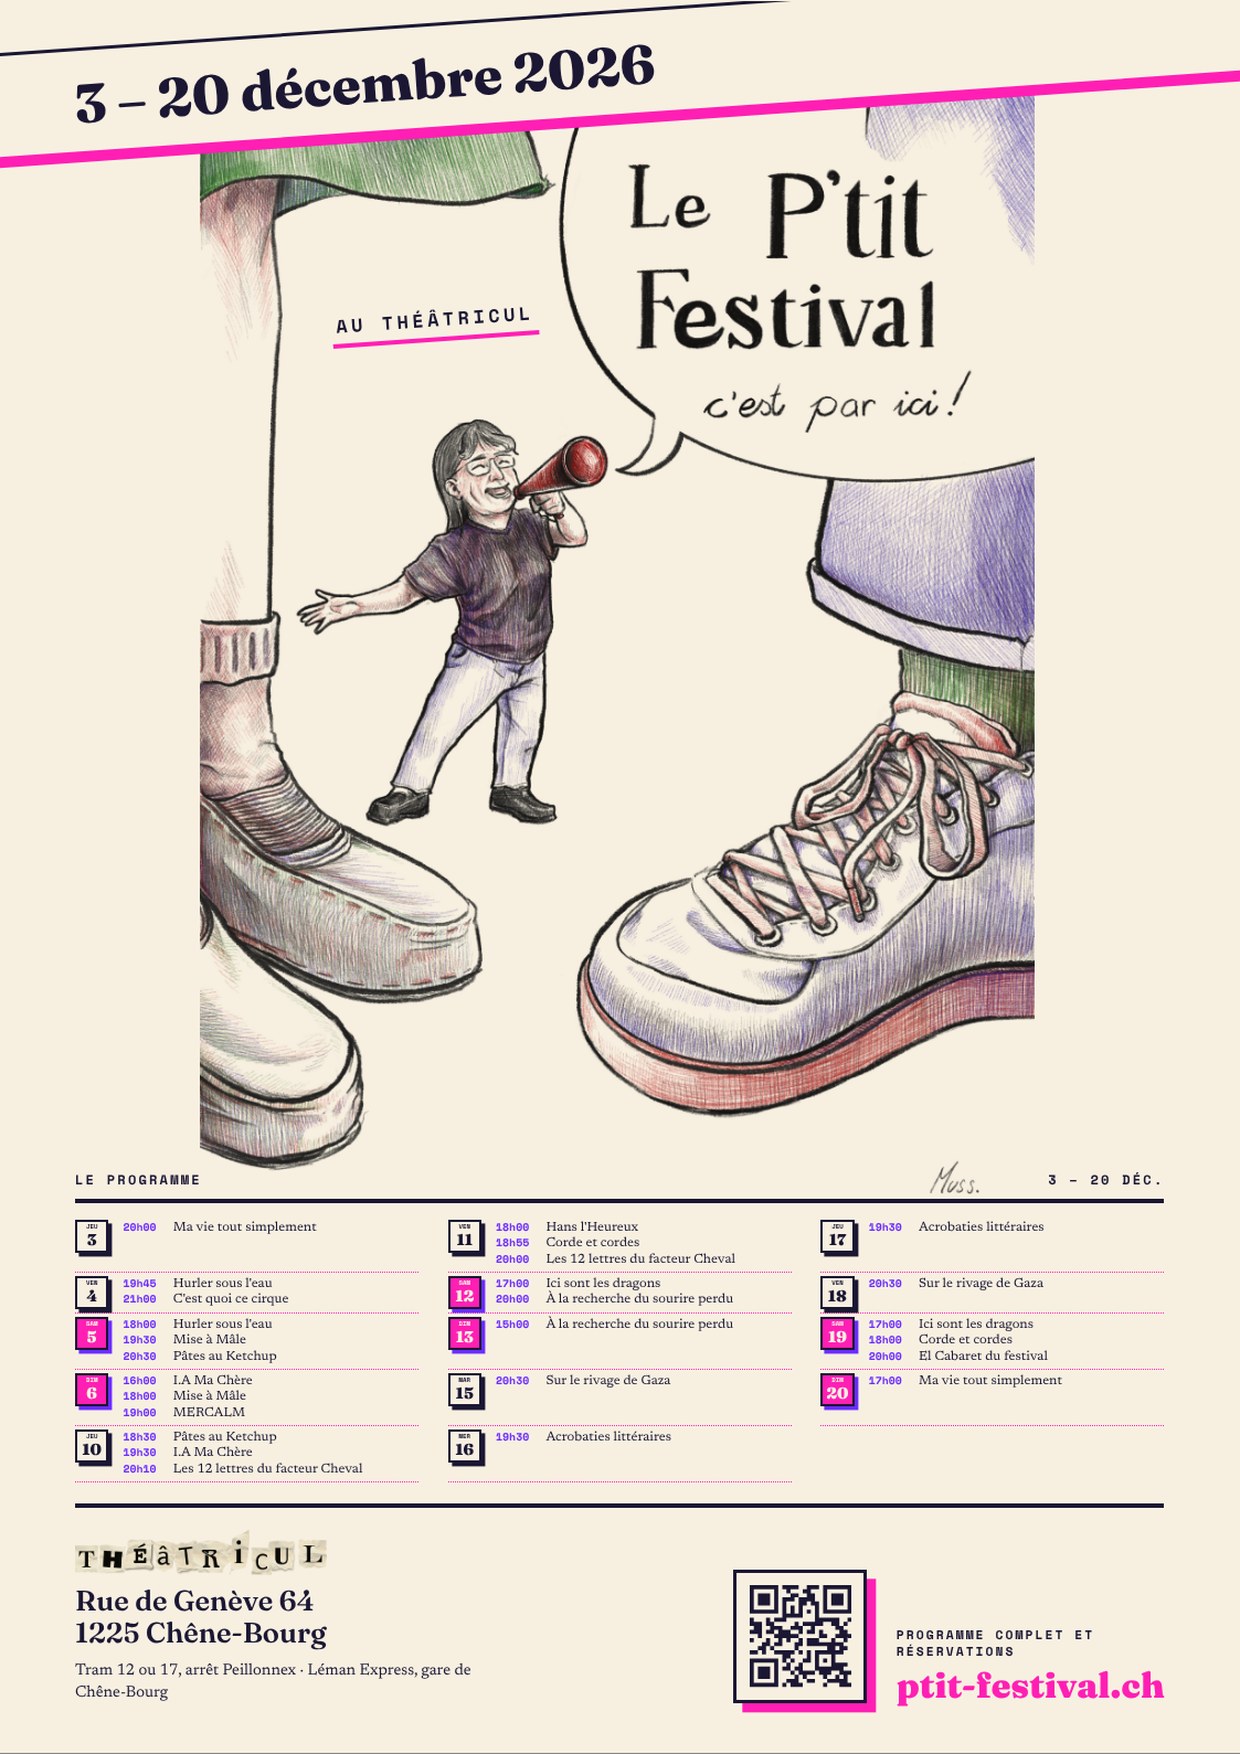 3 – 20 décembre 2026
Le P'tit
Festival
c'est par ici !
AU THÉÂTRICUL
LE PROGRAMME
Muss.
3 – 20 DÉC.
JEU
3
20h00 Ma vie tout simplement
VEN
4
19h45 Hurler sous l'eau
21h00 C'est quoi ce cirque
SAM
5
18h00 Hurler sous l'eau
19h30 Mise à Mâle
20h30 Pâtes au Ketchup
DIM
6
16h00 I.A Ma Chère
18h00 Mise à Mâle
19h00 MERCALM
JEU
10
18h30 Pâtes au Ketchup
19h30 I.A Ma Chère
20h10 Les 12 lettres du facteur Cheval
VEN
11
18h00 Hans l'Heureux
18h55 Corde et cordes
20h00 Les 12 lettres du facteur Cheval
SAM
12
17h00 Ici sont les dragons
20h00 À la recherche du sourire perdu
DIM
13
15h00 À la recherche du sourire perdu
MAR
15
20h30 Sur le rivage de Gaza
MER
16
19h30 Acrobaties littéraires
JEU
17
19h30 Acrobaties littéraires
VEN
18
20h30 Sur le rivage de Gaza
SAM
19
17h00 Ici sont les dragons
18h00 Corde et cordes
20h00 El Cabaret du festival
DIM
20
17h00 Ma vie tout simplement
THÉâTRiCUL
Rue de Genève 64
1225 Chêne-Bourg
Tram 12 ou 17, arrêt Peillonnex · Léman Express, gare de
Chêne-Bourg
PROGRAMME COMPLET ET
RÉSERVATIONS
ptit-festival.ch